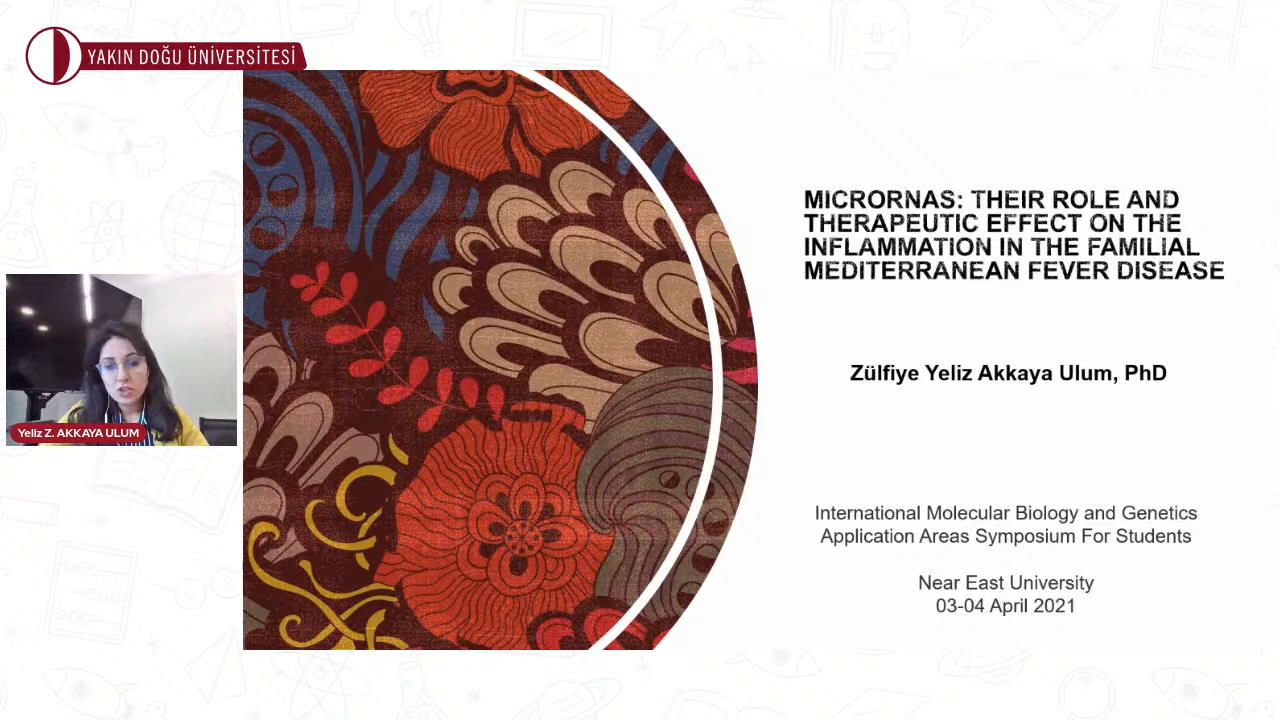 YAKIN DOĞU ÜNİVERSİTESİ
MICRORNAS: THEIR ROLE AND
THERAPEUTIC EFFECT ON THE
INFLAMMATION IN THE FAMILIAL
MEDITERRANEAN FEVER DISEASE
Zülfiye Yeliz Akkaya Ulum, PhD
Yeliz Z. AKKAYA ULUM
International Molecular Biology and Genetics
Application Areas Symposium For Students
Near East University
03-04 April 2021